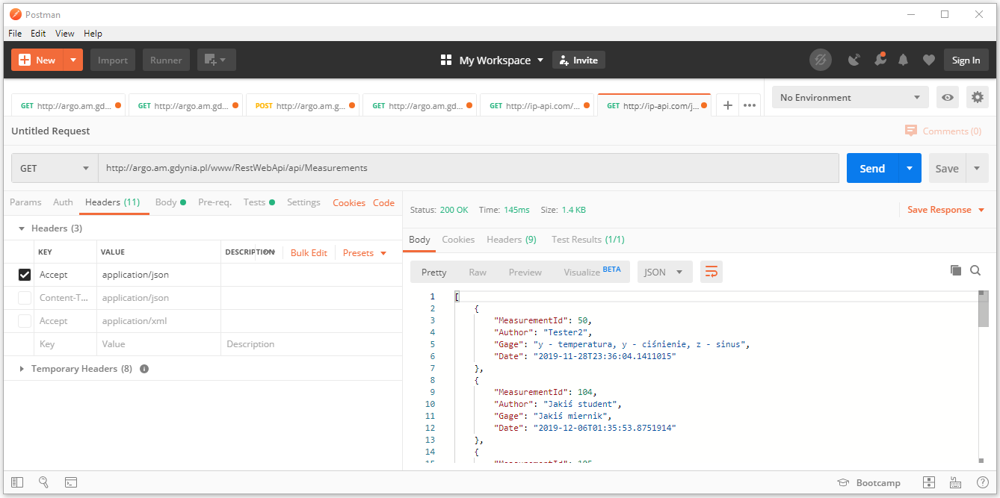 Postman
File Edit View Help
New Import Runner My Workspace Invite Sign In
GET http://argo.am.gd... GET http://argo.am.gd... POST http://argo.am.g... GET http://argo.am.gd... GET http://ip-api.com/... GET http://ip-api.com/j... No Environment
Untitled Request Comments (0)
GET http://argo.am.gdynia.pl/www/RestWebApi/api/Measurements Send Save
Params Auth Headers (11) Body Pre-req. Tests Settings Cookies Code
Status: 200 OK Time: 145ms Size: 1.4 KB Save Response
Headers (3)
KEY VALUE DESCRIPTION Bulk Edit Presets
Accept application/json
Content-T... application/json
Accept application/xml
Key Value Description
Temporary Headers (8)
Body Cookies Headers (9) Test Results (1/1)
Pretty Raw Preview Visualize BETA JSON
1 [
2 {
3 "MeasurementId": 50,
4 "Author": "Tester2",
5 "Gage": "y - temperatura, y - ciśnienie, z - sinus",
6 "Date": "2019-11-28T23:36:04.1411015"
7 },
8 {
9 "MeasurementId": 104,
10 "Author": "Jakiś student",
11 "Gage": "Jakiś miernik",
12 "Date": "2019-12-06T01:35:53.8751914"
13 },
14 {
Bootcamp